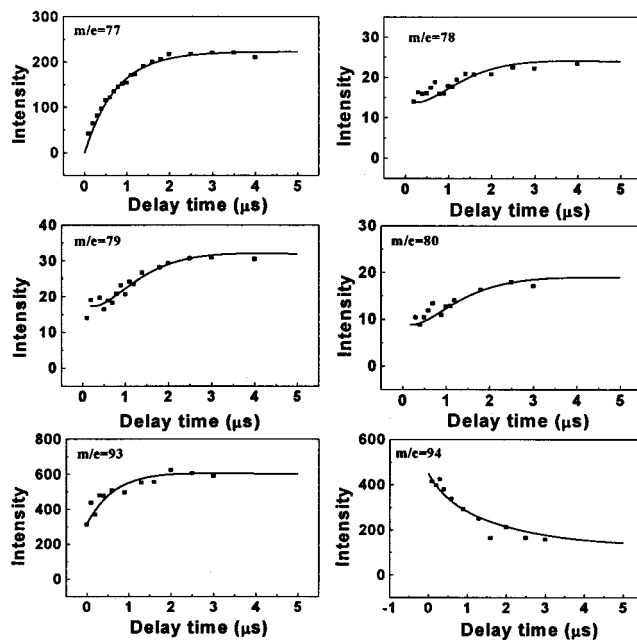 m/e=77
Intensity
300
200
100
0
0 1 2 3 4 5
Delay time (μs)
m/e=78
Intensity
30
20
10
0
0 1 2 3 4 5
Delay time (μs)
m/e=79
Intensity
40
30
20
10
0
0 1 2 3 4 5
Delay time (μs)
m/e=80
Intensity
30
20
10
0
0 1 2 3 4 5
Delay time (μs)
m/e=93
Intensity
800
600
400
200
0
0 1 2 3 4 5
Delay time (μs)
m/e=94
Intensity
600
400
200
0
-1 0 1 2 3 4 5
Delay time (μs)